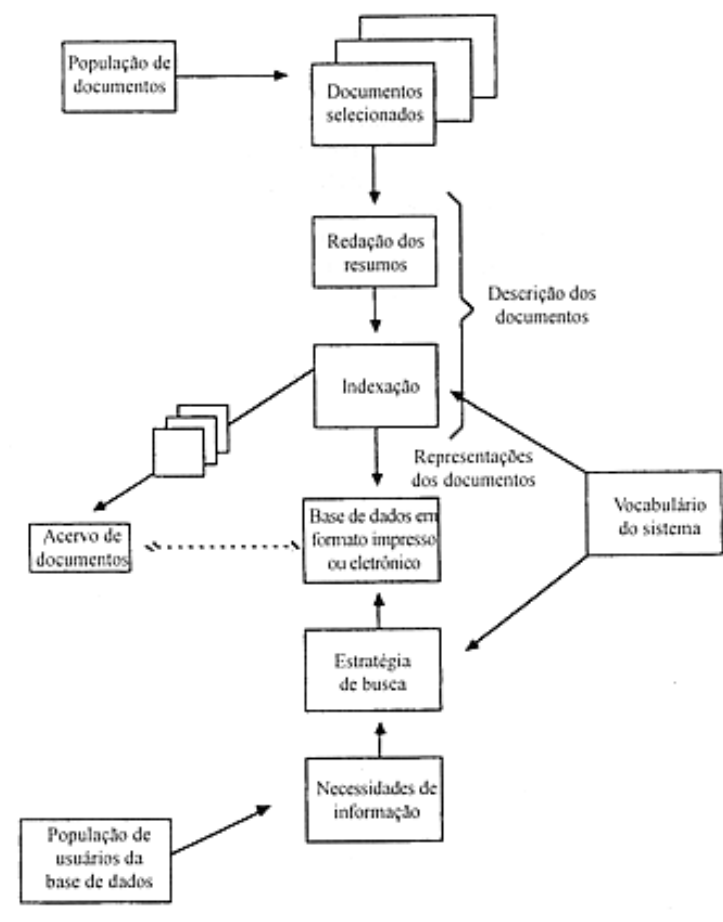 População de
documentos
Documentos
selecionados
Redação dos
resumos
Descrição dos
documentos
Indexação
Representações
dos documentos
Vocabulário
do sistema
Acervo de
documentos
Base de dados em
formato impresso
ou eletrônico
Estratégia
de busca
Necessidades de
informação
População de
usuários da
base de dados